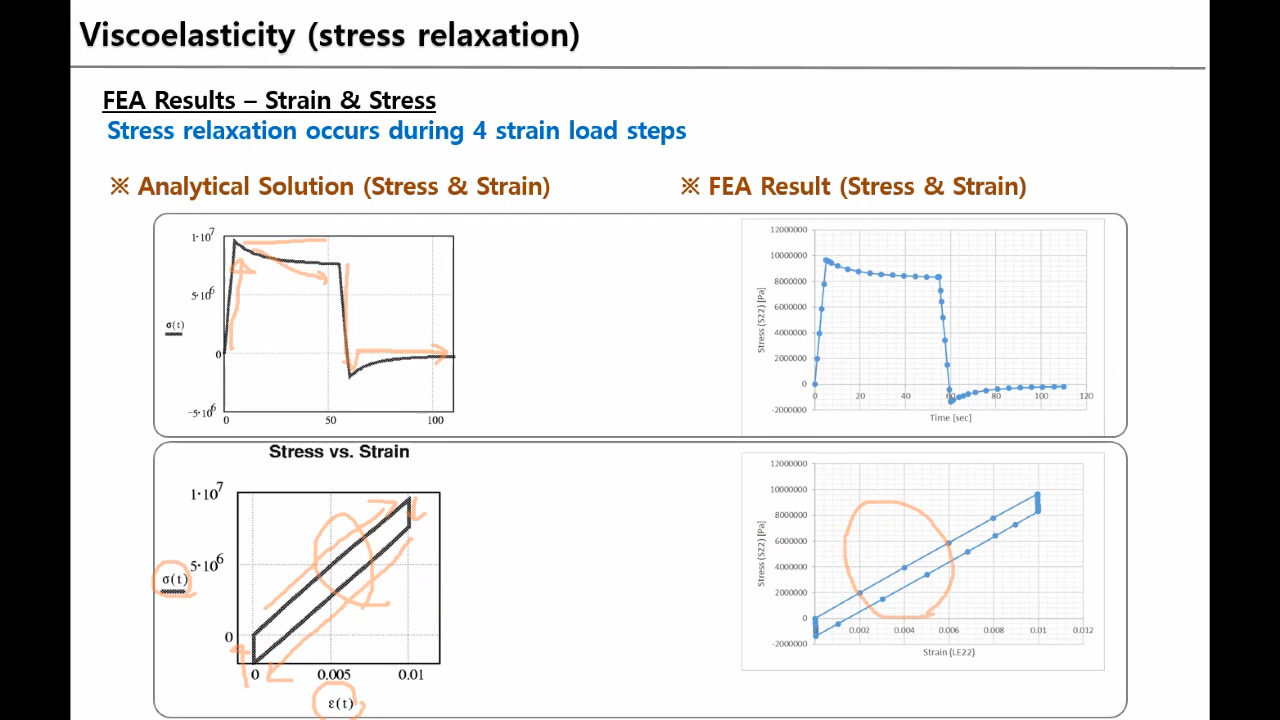 Viscoelasticity (stress relaxation)
FEA Results – Strain & Stress
Stress relaxation occurs during 4 strain load steps
※ Analytical Solution (Stress & Strain)
※ FEA Result (Stress & Strain)
1·10⁷
5·10⁶
σ(t)
0
−5·10⁶
0 50 100
12000000
10000000
8000000
6000000
4000000
2000000
0
-2000000
Stress (S22) [Pa]
0 20 40 60 80 100 120
Time [sec]
Stress vs. Strain
1·10⁷
5·10⁶
σ(t)
0
0 0.005 0.01
ε(t)
12000000
10000000
8000000
6000000
4000000
2000000
0
-2000000
Stress (S22) [Pa]
0 0.002 0.004 0.006 0.008 0.01 0.012
Strain (LE22)